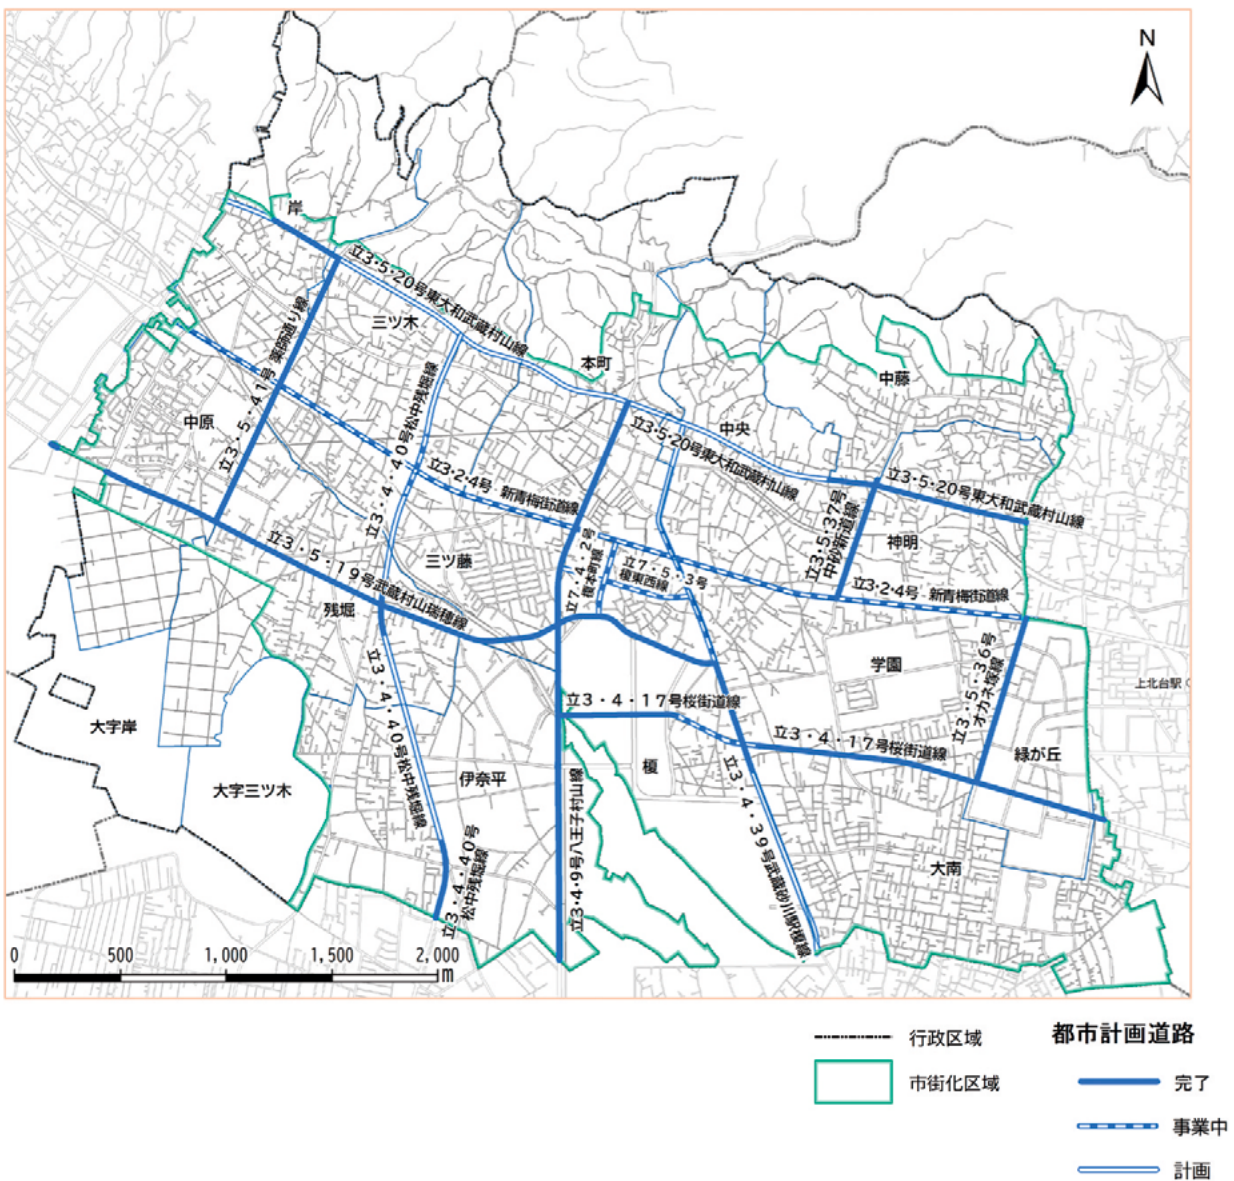 N
岸
立3・5・20号東大和武蔵村山線
三ツ木
本町
中藤
立3・5・41号 薬師通り線
中原
立3・4・40号松中残堀線
中央
立3・5・20号東大和武蔵村山線
立3・2・4号 新青梅街道線
立3・5・20号東大和武蔵村山線
立3・5・37号
中砂新道線
神明
立3・5・19号武蔵村山瑞穂線
三ツ藤
立7・4・2号
榎本町線
立7・5・3号
榎東西線
立3・2・4号 新青梅街道線
残堀
学園
立3・5・36号
オカネ塚線
上北台駅
立3・4・40号松中残堀線
立3・4・17号桜街道線
大字岸
立3・4・17号桜街道線
緑が丘
伊奈平
榎
大字三ツ木
立3・4・39号武蔵砂川駅榎線
立3・4・9号八王子村山線
立3・4・40号
松中残堀線
大南
0 500 1,000 1,500 2,000
m
行政区域
市街化区域
都市計画道路
完了
事業中
計画